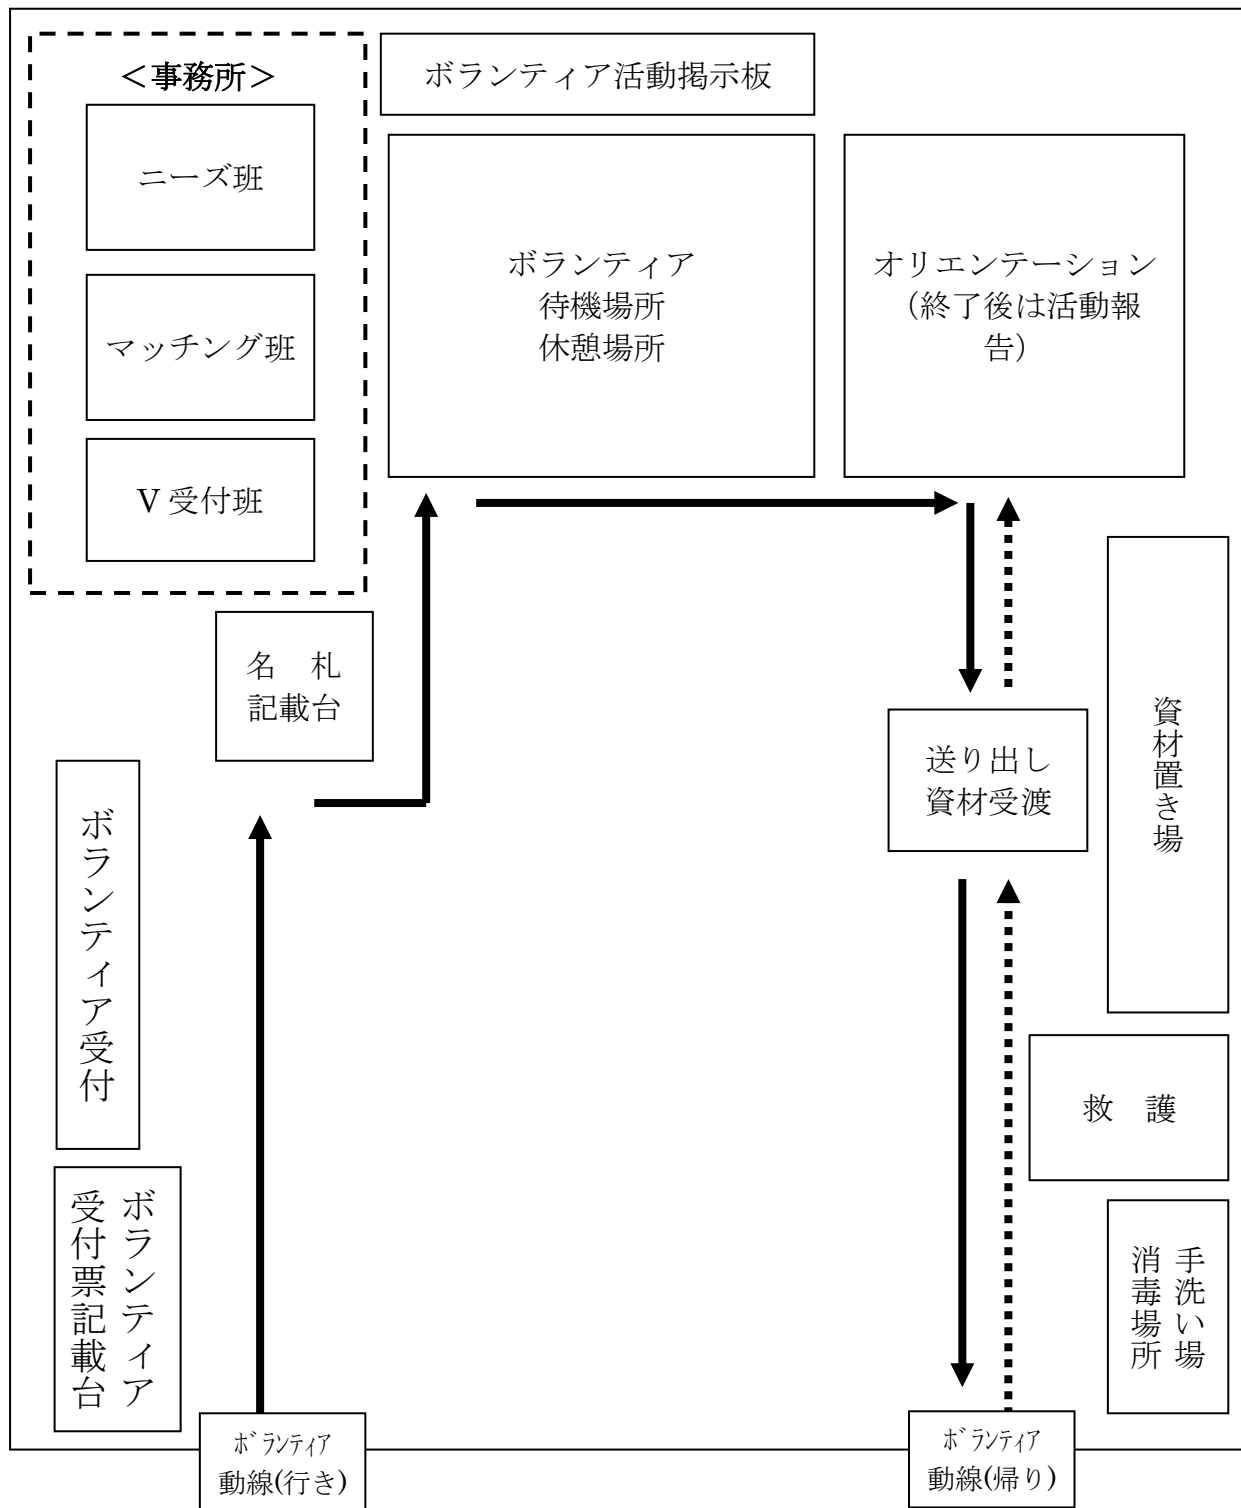 ＜事務所＞
ニーズ班
マッチング班
V 受付班
ボランティア活動掲示板
ボランティア
待機場所
休憩場所
オリエンテーション
（終了後は活動報
告）
名　札
記載台
送り出し
資材受渡
資材置き場
ボランティア受付
救　護
ボランティア
受付票記載台
手洗い場
消毒場所
ﾎﾞﾗﾝﾃｨｱ
動線(行き)
ﾎﾞﾗﾝﾃｨｱ
動線(帰り)